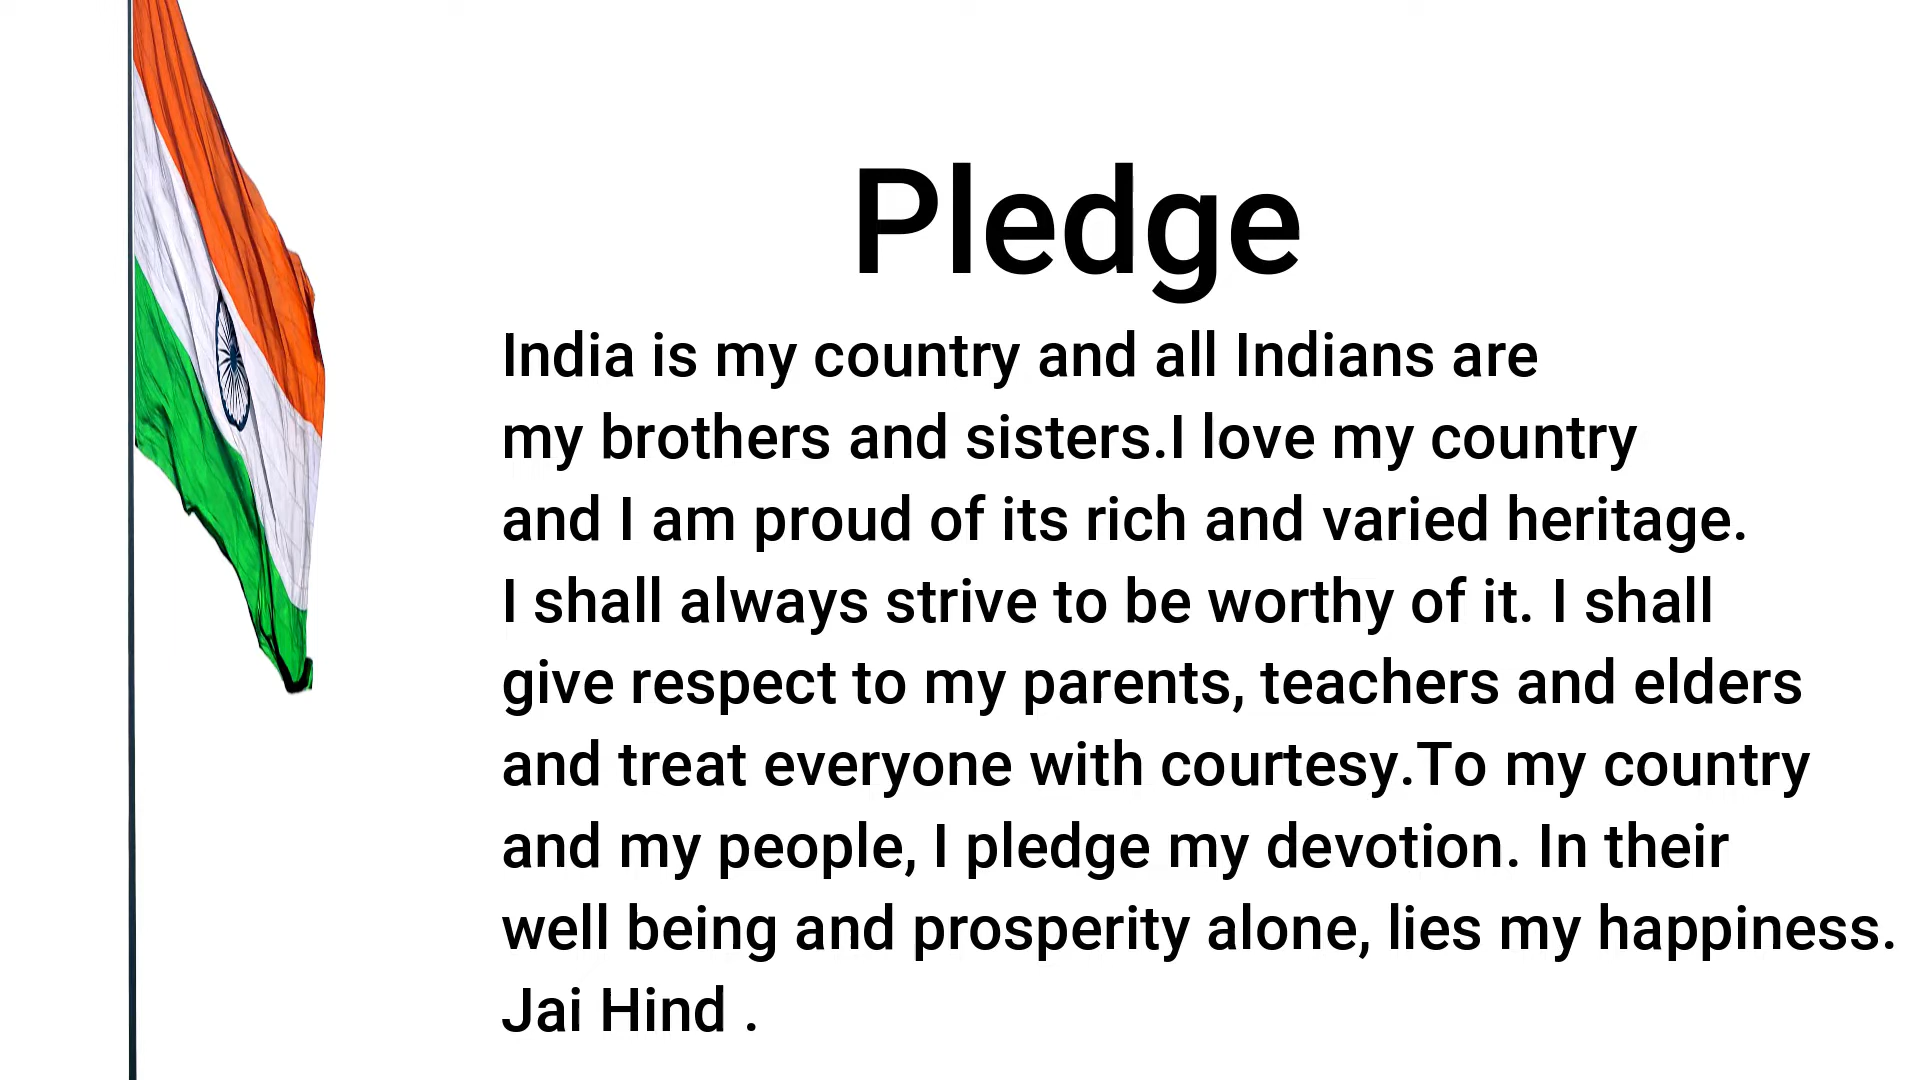 Pledge
India is my country and all Indians are
my brothers and sisters.I love my country
and I am proud of its rich and varied heritage.
I shall always strive to be worthy of it. I shall
give respect to my parents, teachers and elders
and treat everyone with courtesy.To my country
and my people, I pledge my devotion. In their
well being and prosperity alone, lies my happiness.
Jai Hind .